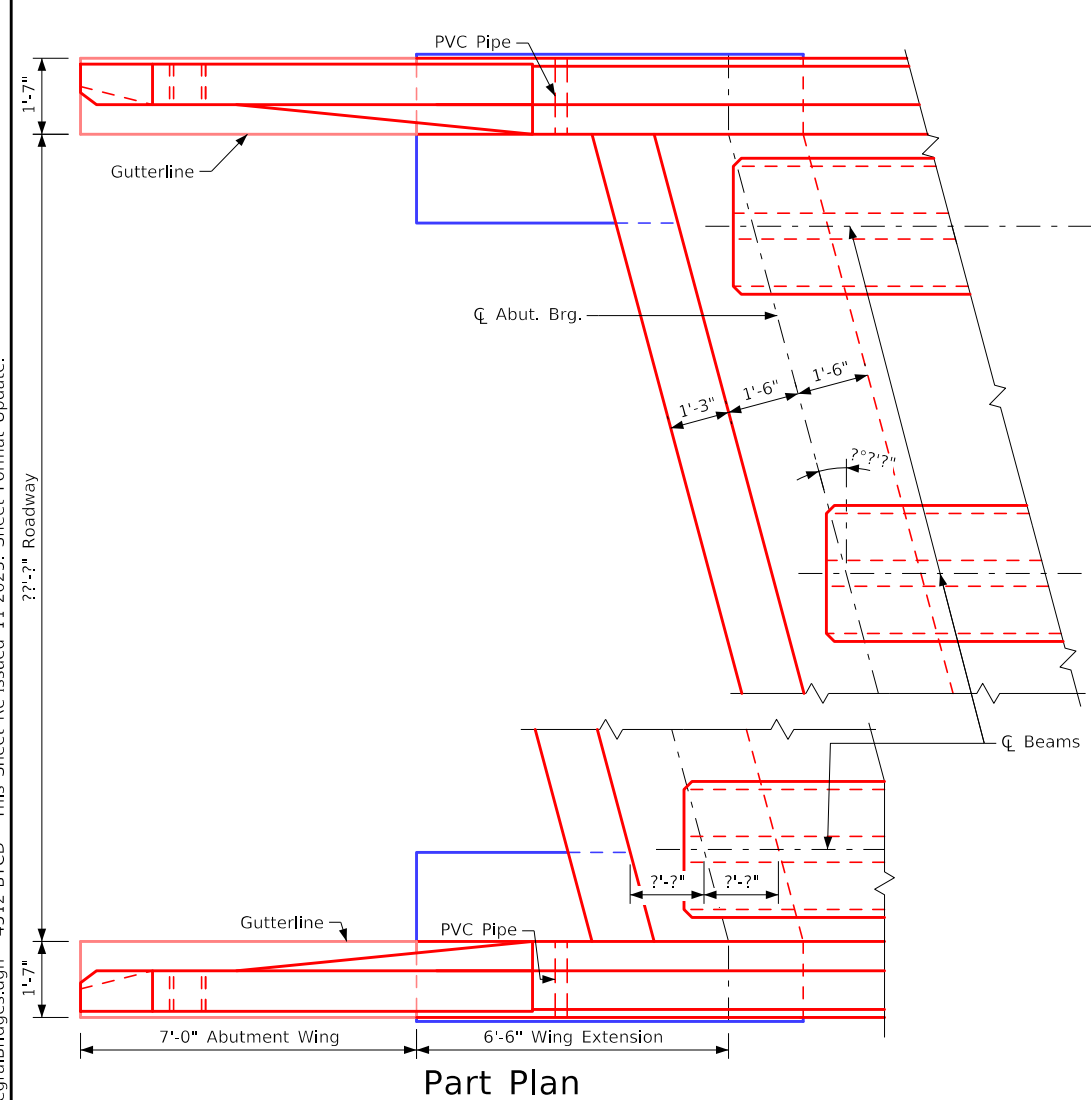 PVC Pipe
1'-7"
Gutterline
℄ Abut. Brg.
1'-3"
1'-6"
1'-6"
?°?'?"
??'-?" Roadway
This Sheet Re-issued 11-2023. Sheet Format Update.
℄ Beams
?'-?"
?'-?"
Gutterline
PVC Pipe
1'-7"
7'-0" Abutment Wing
6'-6" Wing Extension
Part Plan